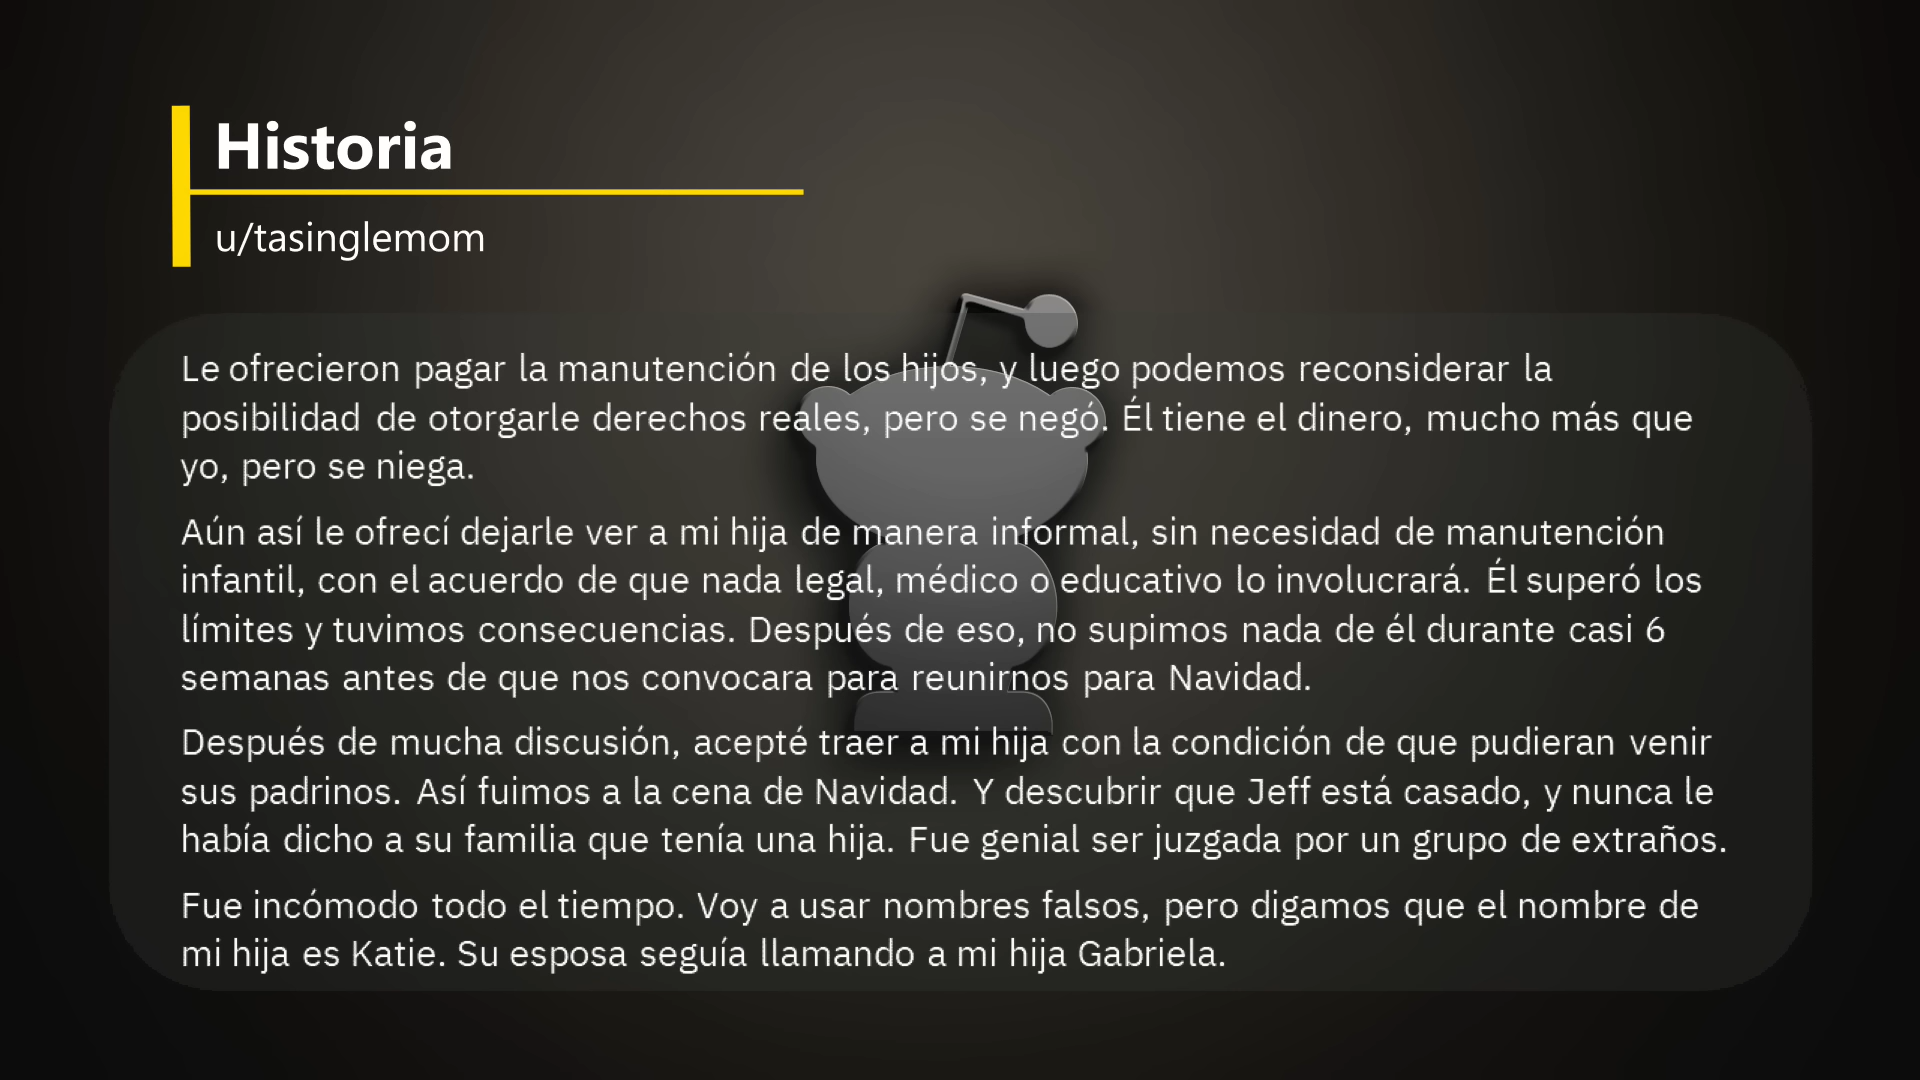 Historia
u/tasinglemom
Le ofrecieron pagar la manutención de los hijos, y luego podemos reconsiderar la
posibilidad de otorgarle derechos reales, pero se negó. Él tiene el dinero, mucho más que
yo, pero se niega.
Aún así le ofrecí dejarle ver a mi hija de manera informal, sin necesidad de manutención
infantil, con el acuerdo de que nada legal, médico o educativo lo involucrará. Él superó los
límites y tuvimos consecuencias. Después de eso, no supimos nada de él durante casi 6
semanas antes de que nos convocara para reunirnos para Navidad.
Después de mucha discusión, acepté traer a mi hija con la condición de que pudieran venir
sus padrinos. Así fuimos a la cena de Navidad. Y descubrir que Jeff está casado, y nunca le
había dicho a su familia que tenía una hija. Fue genial ser juzgada por un grupo de extraños.
Fue incómodo todo el tiempo. Voy a usar nombres falsos, pero digamos que el nombre de
mi hija es Katie. Su esposa seguía llamando a mi hija Gabriela.